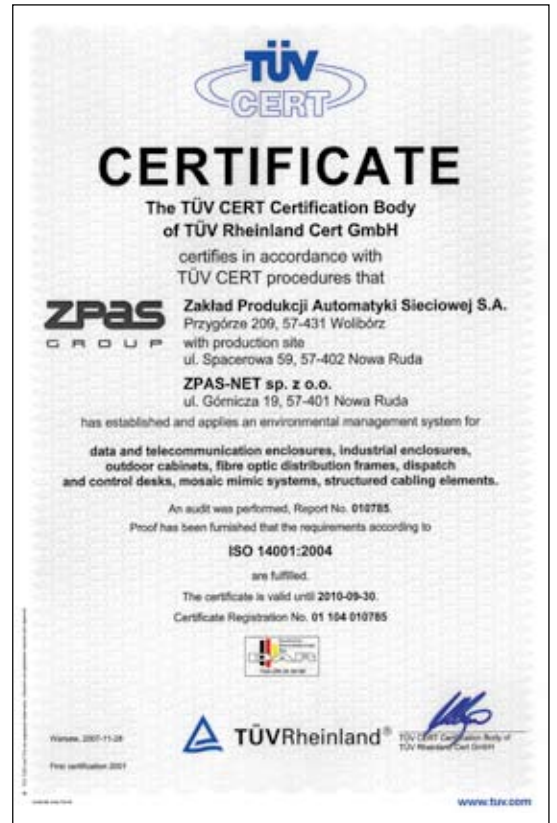 TÜV
CERT
CERTIFICATE
The TÜV CERT Certification Body
of TÜV Rheinland Cert GmbH
certifies in accordance with
TÜV CERT procedures that
ZPAS
GROUP
Zakład Produkcji Automatyki Sieciowej S.A.
Przygórze 209, 57-431 Wolibórz
with production site
ul. Spacerowa 59, 57-402 Nowa Ruda
ZPAS-NET sp. z o.o.
ul. Górnicza 19, 57-401 Nowa Ruda
has established and applies an environmental management system for
data and telecommunication enclosures, industrial enclosures,
outdoor cabinets, fibre optic distribution frames, dispatch
and control desks, mosaic mimic systems, structured cabling elements.
An audit was performed, Report No. 010785.
Proof has been furnished that the requirements according to
ISO 14001:2004
are fulfilled.
The certificate is valid until 2010-09-30.
Certificate Registration No. 01 104 010785
Warsaw, 2007-11-28
First certification 2001
TÜVRheinland®
TÜV CERT Certification Body of
TÜV Rheinland Cert GmbH
www.tuv.com